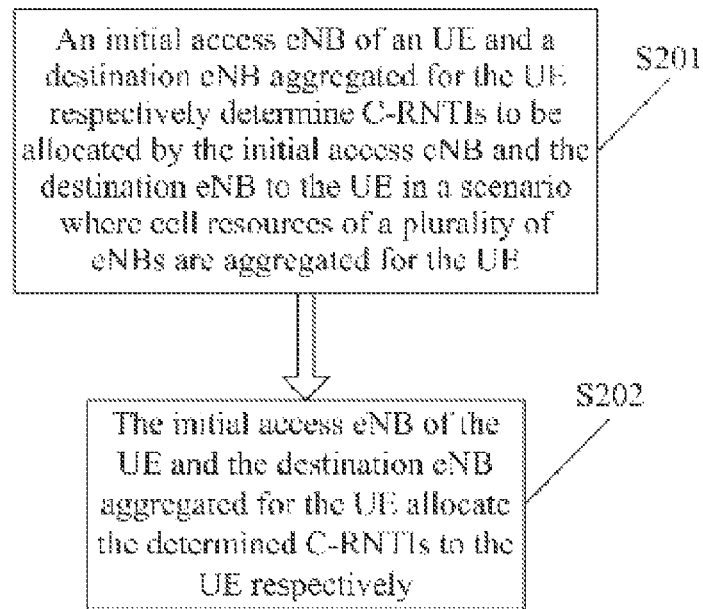 An initial access eNB of an UE and a
destination eNB aggregated for the UE
respectively determine C-RNTIs to be
allocated by the initial access eNB and the
destination eNB to the UE in a scenario
where cell resources of a plurality of
eNBs are aggregated for the UE
S201
S202
The initial access eNB of the
UE and the destination eNB
aggregated for the UE allocate
the determined C-RNTIs to the
UE respectively